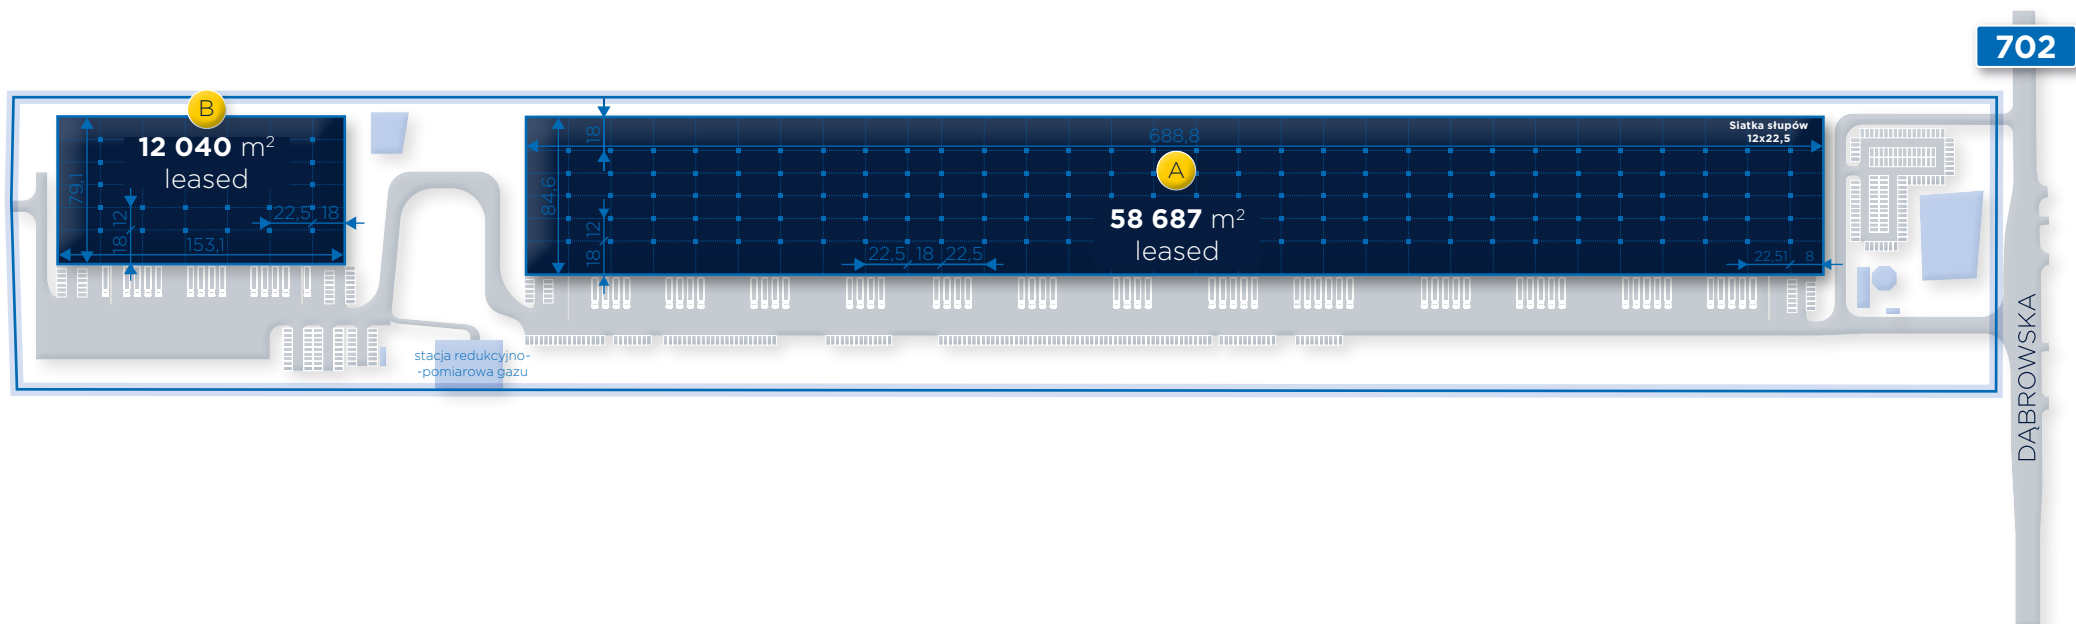 702
B
12 040 m²
leased
79,1
12
18
22,5
18
153,1
18
688,8
Siatka słupów
12x22,5
A
84,6
58 687 m²
leased
12
18
22,5
18
22,5
22,51
8
stacja redukcyjno-
-pomiarowa gazu
DĄBROWSKA